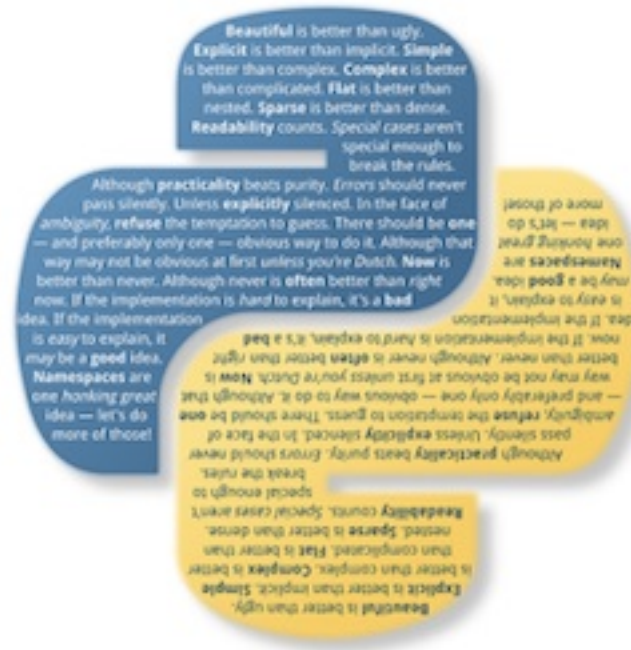 Beautiful is better than ugly.
Explicit is better than implicit. Simple
is better than complex. Complex is better
than complicated. Flat is better than
nested. Sparse is better than dense.
Readability counts. Special cases aren't
special enough to
break the rules.
Although practicality beats purity. Errors should never
pass silently. Unless explicitly silenced. In the face of
ambiguity, refuse the temptation to guess. There should be one
— and preferably only one — obvious way to do it. Although that
way may not be obvious at first unless you're Dutch. Now is
better than never. Although never is often better than right
now. If the implementation is hard to explain, it's a bad
idea. If the implementation
is easy to explain, it
may be a good idea.
Namespaces are
one honking great
idea — let's do
more of those!
Beautiful is better than ugly.
Explicit is better than implicit. Simple
is better than complex. Complex is better
than complicated. Flat is better than
nested. Sparse is better than dense.
Readability counts. Special cases aren't
special enough to
break the rules.
Although practicality beats purity. Errors should never
pass silently. Unless explicitly silenced. In the face of
ambiguity, refuse the temptation to guess. There should be one
— and preferably only one — obvious way to do it. Although that
way may not be obvious at first unless you're Dutch. Now is
better than never. Although never is often better than right
now. If the implementation is hard to explain, it's a bad
idea. If the implementation
is easy to explain, it
may be a good idea.
Namespaces are
one honking great
idea — let's do
more of those!